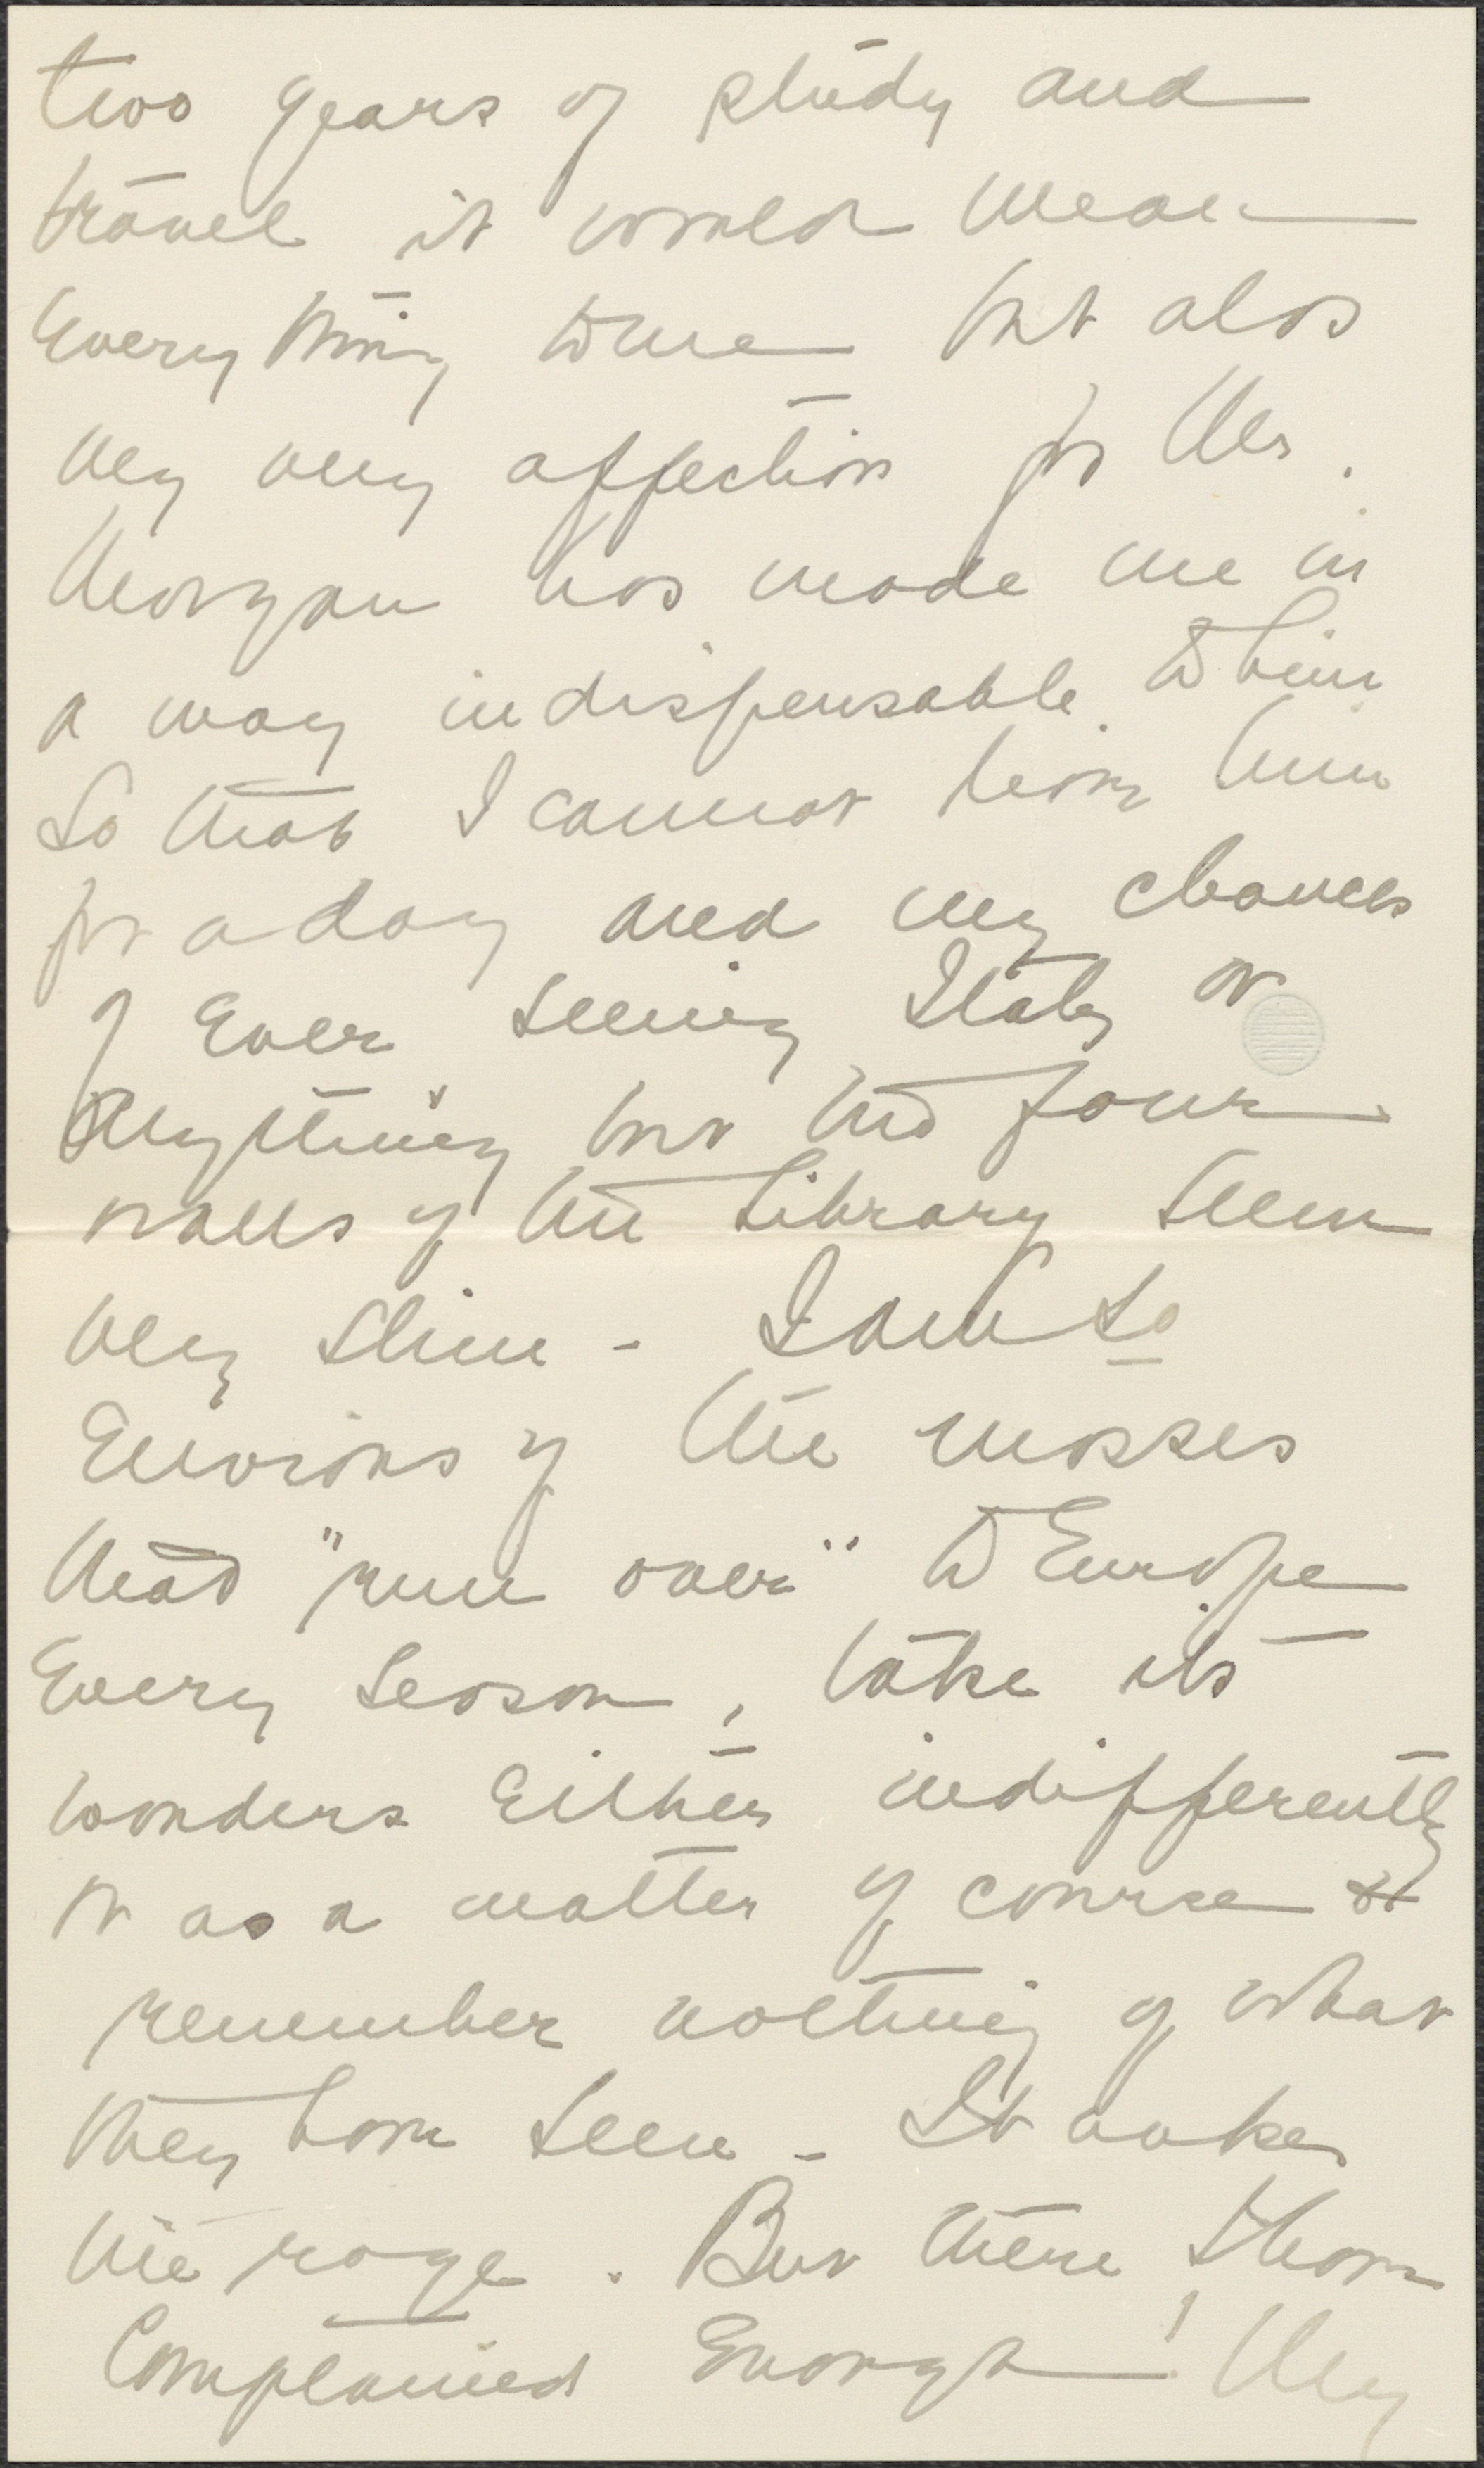 two years of study and
travel it would mean
everything to me but alas
my very affection for Mr.
Morgan has made me in
a way indispensable to him
So that I cannot leave him
for a day and my chances
of ever seeing Italy or
anything but the four
walls of the Library seem
very slim - I am so
envious of the masses
that "run over" to Europe
every season, take its
wonders either indifferently
or as a matter of course &
remember nothing of what
they have seen - It makes
me rage. But there I have
complained enough! My